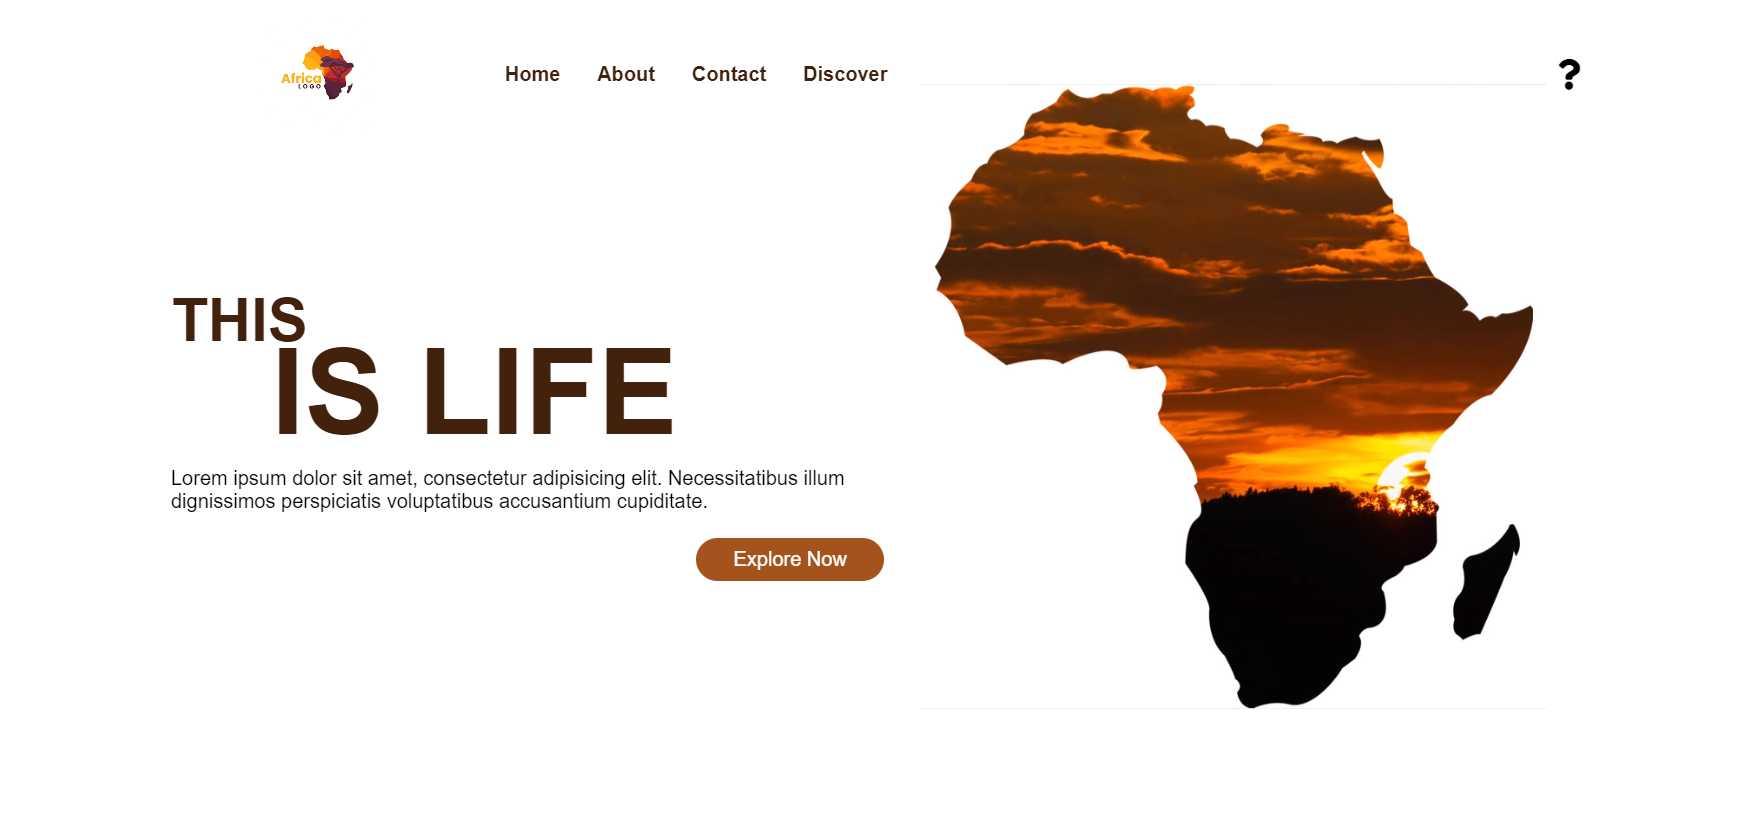 Africa
LOGO
Home About Contact Discover
?
THIS
IS LIFE
Lorem ipsum dolor sit amet, consectetur adipisicing elit. Necessitatibus illum
dignissimos perspiciatis voluptatibus accusantium cupiditate.
Explore Now